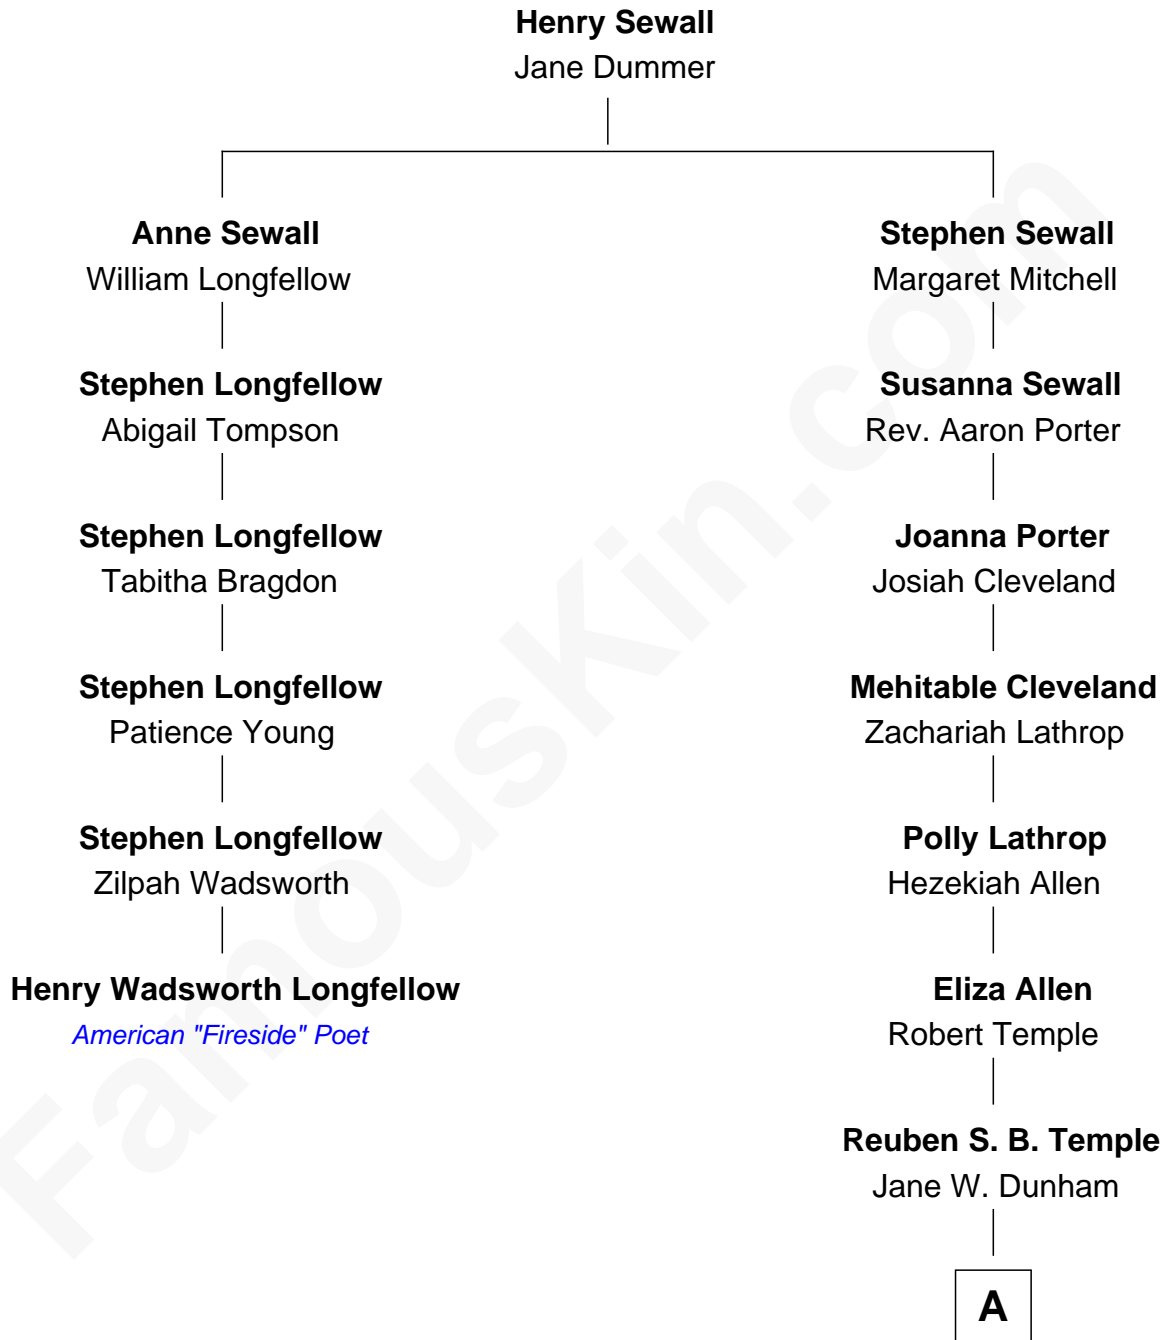 Henry Sewall
Jane Dummer
Anne Sewall
William Longfellow
Stephen Longfellow
Abigail Tompson
Stephen Longfellow
Tabitha Bragdon
Stephen Longfellow
Patience Young
Stephen Longfellow
Zilpah Wadsworth
Henry Wadsworth Longfellow
American "Fireside" Poet
Stephen Sewall
Margaret Mitchell
Susanna Sewall
Rev. Aaron Porter
Joanna Porter
Josiah Cleveland
Mehitable Cleveland
Zachariah Lathrop
Polly Lathrop
Hezekiah Allen
Eliza Allen
Robert Temple
Reuben S. B. Temple
Jane W. Dunham
A
FamousKin.com